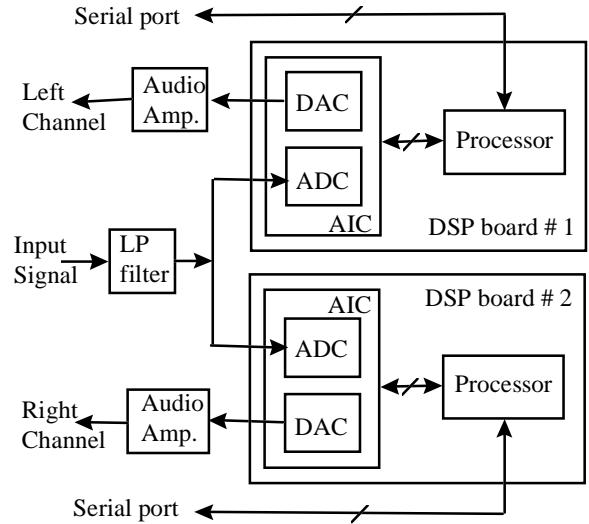 Serial port
Left
Channel
Audio
Amp.
DAC
ADC
AIC
Processor
DSP board # 1
Input
Signal
LP
filter
DSP board # 2
AIC
ADC
DAC
Processor
Right
Channel
Audio
Amp.
Serial port